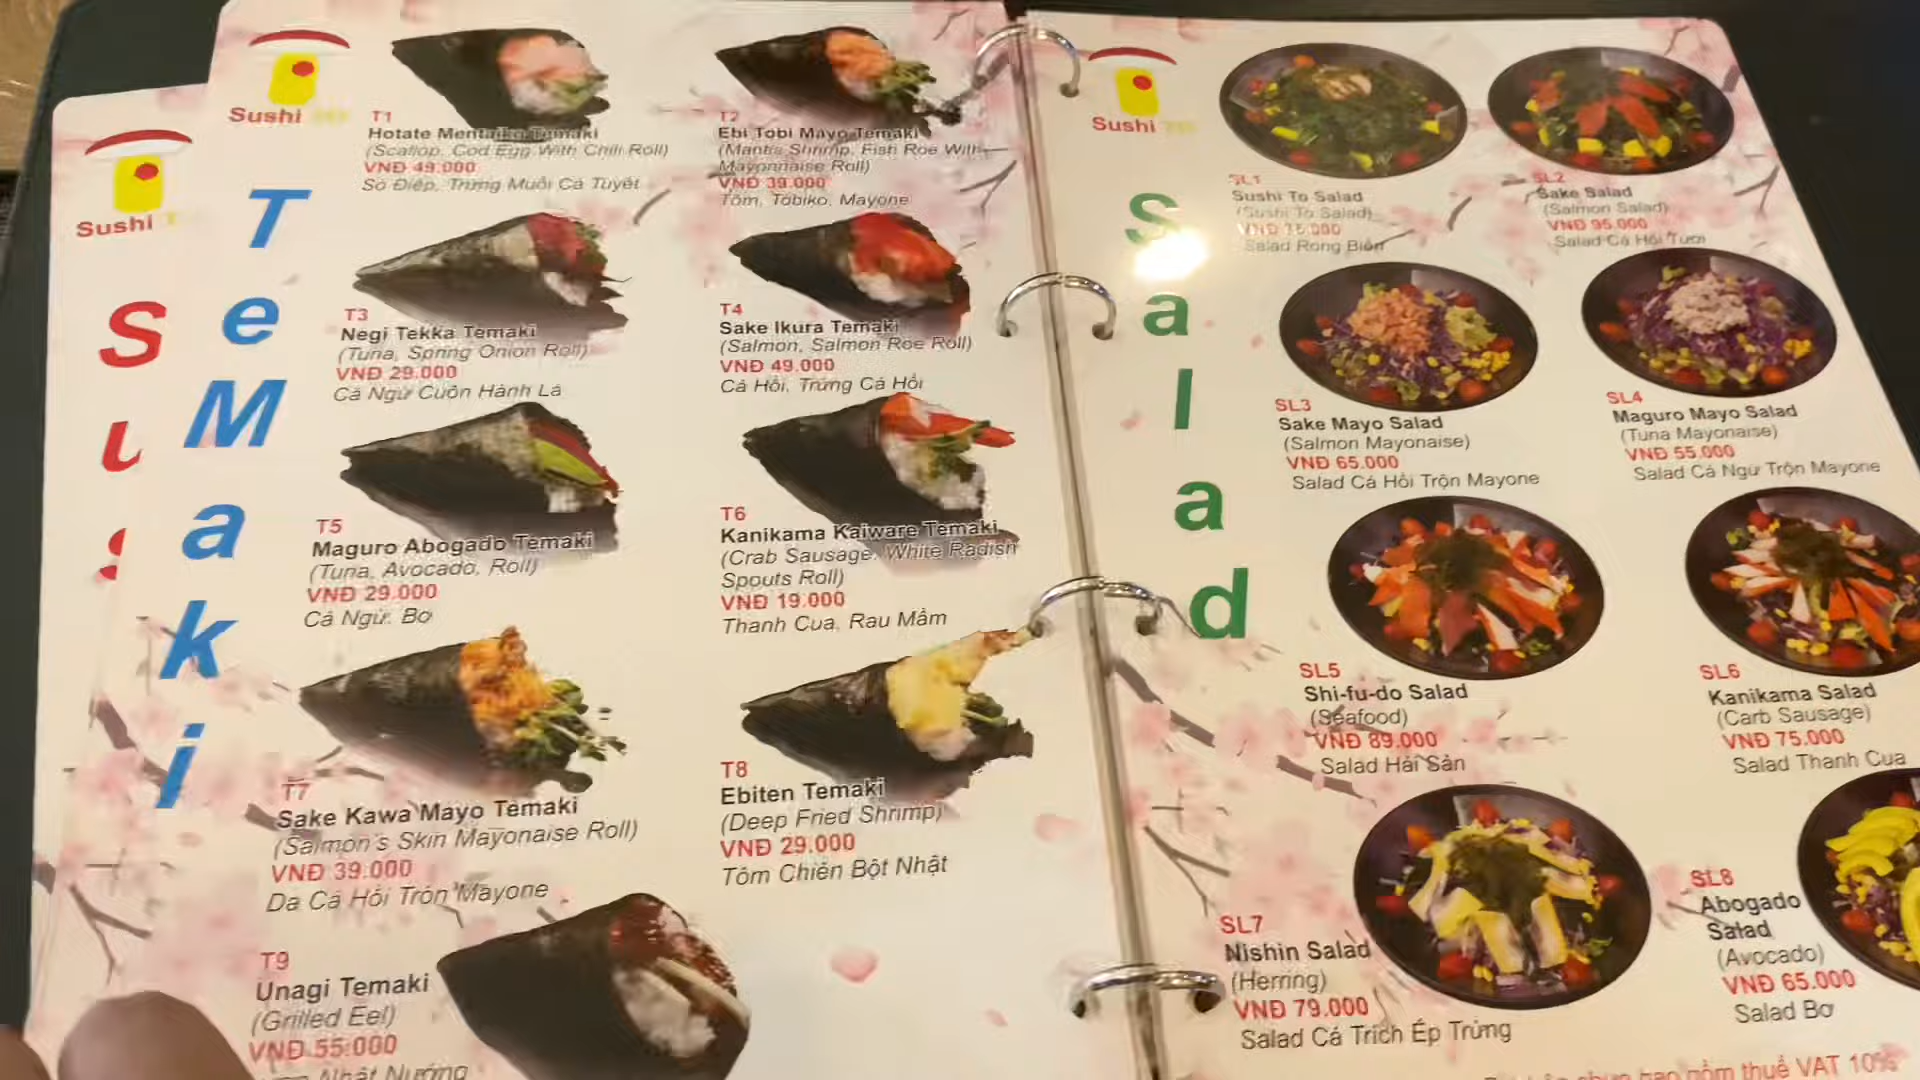 Sushi
Sus
Sushi
TeMaki
T1
Hotate Mentaiko Temaki
(Scallop, Cod Egg With Chili Roll)
VNĐ 49.000
Sò Điệp, Trứng Muối Cá Tuyết
T2
Ebi Tobi Mayo Temaki
(Mantis Shrimp, Fish Roe With
Mayonnaise Roll)
VNĐ 39.000
Tôm, Tobiko, Mayone
T3
Negi Tekka Temaki
(Tuna, Spring Onion Roll)
VNĐ 29.000
Cá Ngừ Cuộn Hành Lá
T4
Sake Ikura Temaki
(Salmon, Salmon Roe Roll)
VNĐ 49.000
Cá Hồi, Trứng Cá Hồi
T5
Maguro Abogado Temaki
(Tuna, Avocado, Roll)
VNĐ 29.000
Cá Ngừ, Bơ
T6
Kanikama Kaiware Temaki
(Crab Sausage, White Radish
Spouts Roll)
VNĐ 19.000
Thanh Cua, Rau Mầm
T7
Sake Kawa Mayo Temaki
(Salmon's Skin Mayonaise Roll)
VNĐ 39.000
Da Cá Hồi Trộn Mayone
T8
Ebiten Temaki
(Deep Fried Shrimp)
VNĐ 29.000
Tôm Chiên Bột Nhật
T9
Unagi Temaki
(Grilled Eel)
VNĐ 55.000
Nhật Nướng
Sushi
Salad
SL1
Sushi To Salad
(Sushi To Salad)
VNĐ
Salad Rong Biển
SL2
Sake Salad
(Salmon Salad)
VNĐ 95.000
Salad Cá Hồi Tươi
SL3
Sake Mayo Salad
(Salmon Mayonaise)
VNĐ 65.000
Salad Cá Hồi Trộn Mayone
SL4
Maguro Mayo Salad
(Tuna Mayonaise)
VNĐ 55.000
Salad Cá Ngừ Trộn Mayone
SL5
Shi-fu-do Salad
(Seafood)
VNĐ 89.000
Salad Hải Sản
SL6
Kanikama Salad
(Carb Sausage)
VNĐ 75.000
Salad Thanh Cua
SL7
Nishin Salad
(Herring)
VNĐ 79.000
Salad Cá Trích Ép Trứng
SL8
Abogado
Salad
(Avocado)
VNĐ 65.000
Salad Bơ
bao gồm thuế VAT 10%